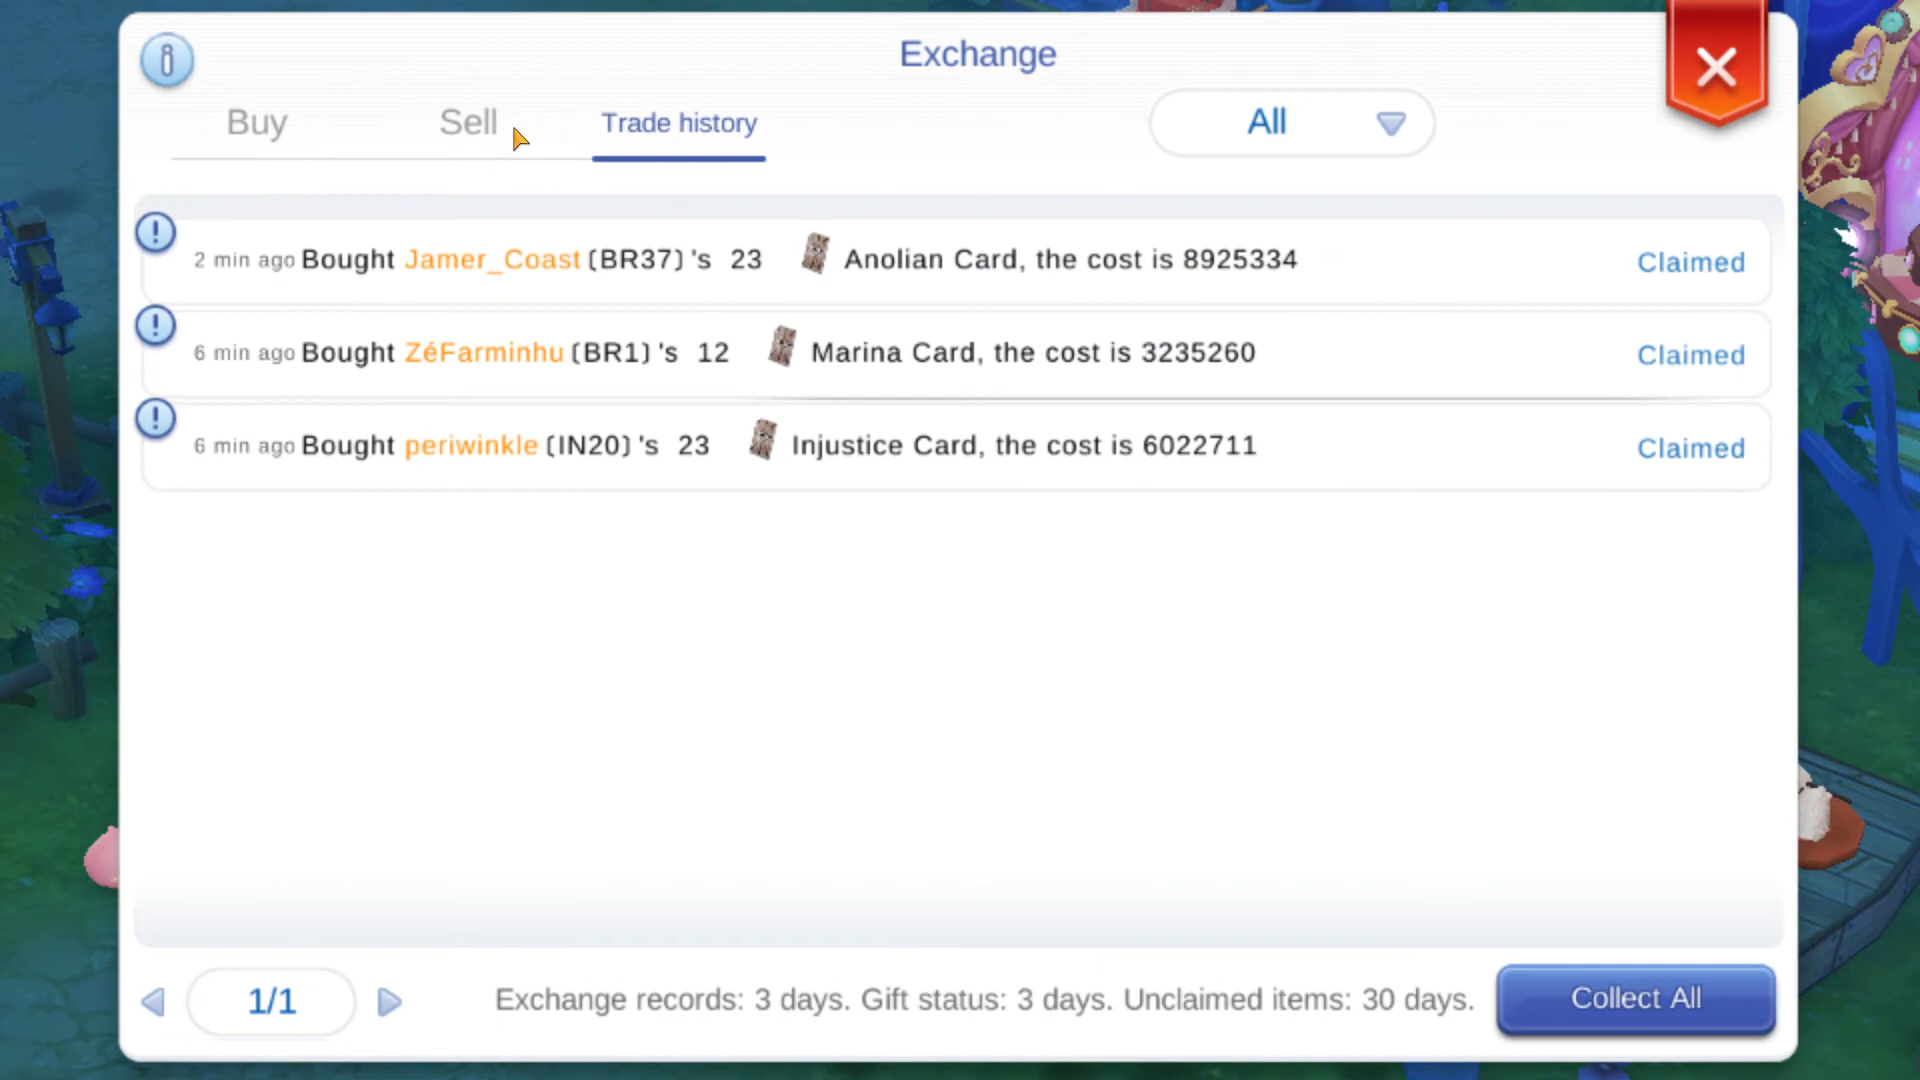 Exchange
Buy Sell Trade history All
2 min ago Bought Jamer_Coast (BR37) 's 23 Anolian Card, the cost is 8925334 Claimed
6 min ago Bought ZéFarminhu (BR1) 's 12 Marina Card, the cost is 3235260 Claimed
6 min ago Bought periwinkle (IN20) 's 23 Injustice Card, the cost is 6022711 Claimed
1/1 Exchange records: 3 days. Gift status: 3 days. Unclaimed items: 30 days. Collect All